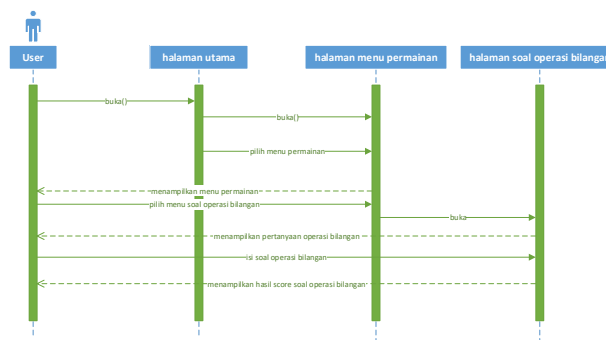 User
halaman utama
halaman menu permainan
halaman soal operasi bilangan
buka()
buka()
pilih menu permainan
menampilkan menu permainan
pilih menu soal operasi bilangan
buka
menampilkan pertanyaan operasi bilangan
isi soal operasi bilangan
menampilkan hasil score soal operasi bilangan